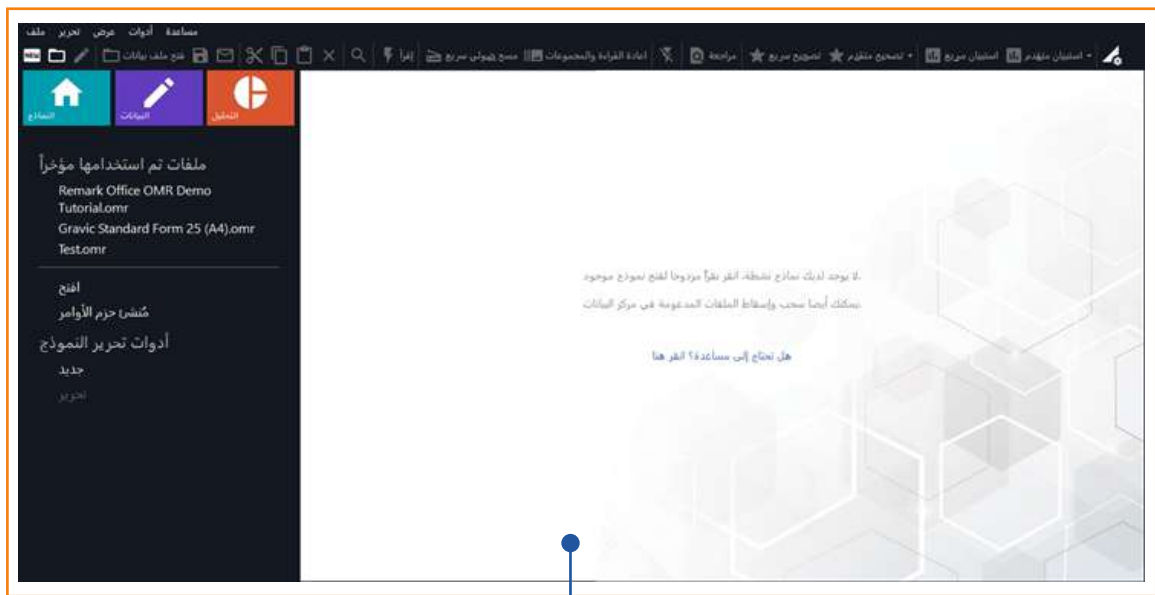 ملف تحرير عرض أدوات مساعدة
NEW فتح ملف بيانات إقرأ مسح ضوئي سريع اعادة القراءة والمجموعات مراجعة تصحيح سريع تصحيح متقدم استبيان سريع استبيان متقدم
النماذج البيانات التحليل
ملفات تم استخدامها مؤخراً
Remark Office OMR Demo
Tutorial.omr
Gravic Standard Form 25 (A4).omr
Test.omr
افتح
مُنشئ حزم الأوامر
أدوات تحرير النموذج
جديد
تحرير
لا يوجد لديك نماذج نشطة، انقر نقراً مزدوجا لفتح نموذج موجود.
يمكنك أيضا سحب وإسقاط الملفات المدعومة في مركز البيانات.
هل تحتاج إلى مساعدة؟ انقر هنا